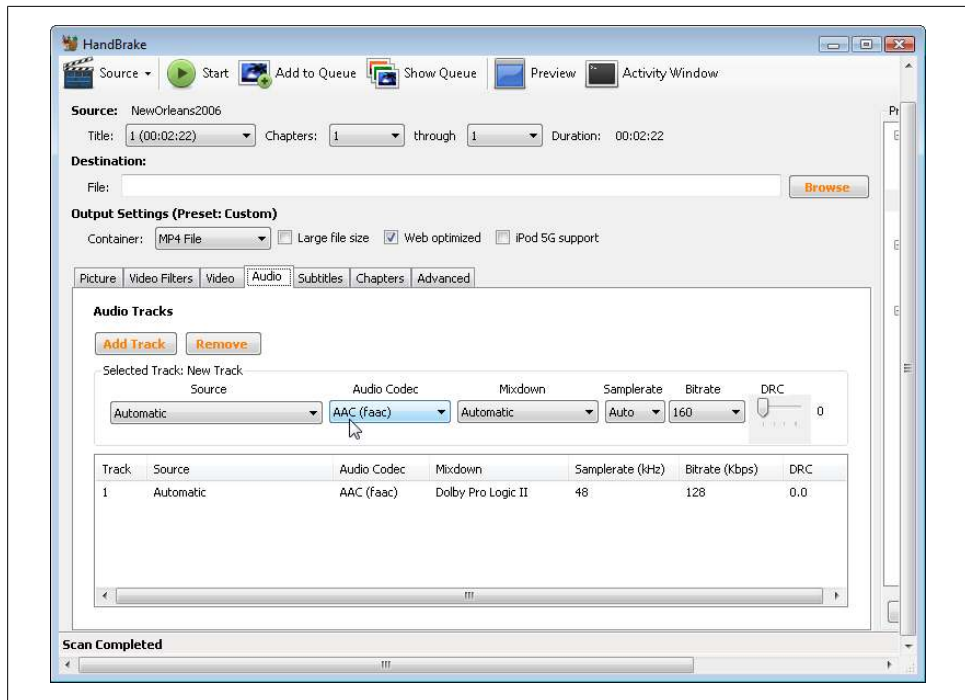 HandBrake
Source Start Add to Queue Show Queue Preview Activity Window
Source: NewOrleans2006
Title: 1 (00:02:22) Chapters: 1 through 1 Duration: 00:02:22
Destination:
File: Browse
Output Settings (Preset: Custom)
Container: MP4 File Large file size Web optimized iPod 5G support
Picture Video Filters Video Audio Subtitles Chapters Advanced
Audio Tracks
Add Track Remove
Selected Track: New Track
Source Audio Codec Mixdown Samplerate Bitrate DRC
Automatic AAC (faac) Automatic Auto 160 0
Track Source Audio Codec Mixdown Samplerate (kHz) Bitrate (Kbps) DRC
1 Automatic AAC (faac) Dolby Pro Logic II 48 128 0.0
Scan Completed